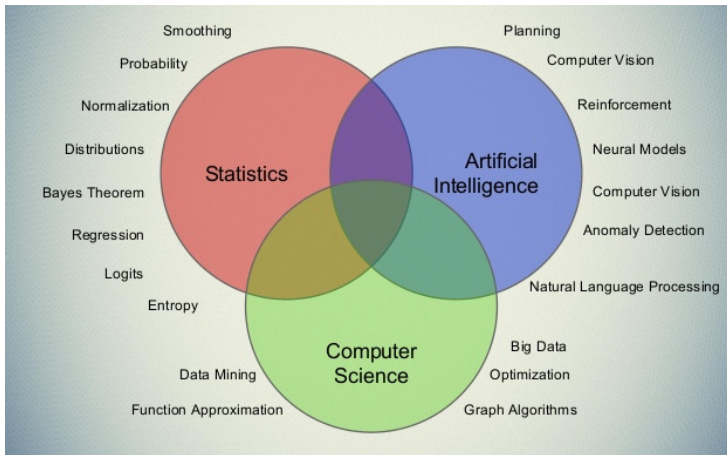 Smoothing
Planning
Probability
Computer Vision
Normalization
Reinforcement
Distributions
Neural Models
Statistics
Artificial
Intelligence
Bayes Theorem
Computer Vision
Regression
Anomaly Detection
Logits
Natural Language Processing
Entropy
Computer
Science
Big Data
Data Mining
Optimization
Function Approximation
Graph Algorithms